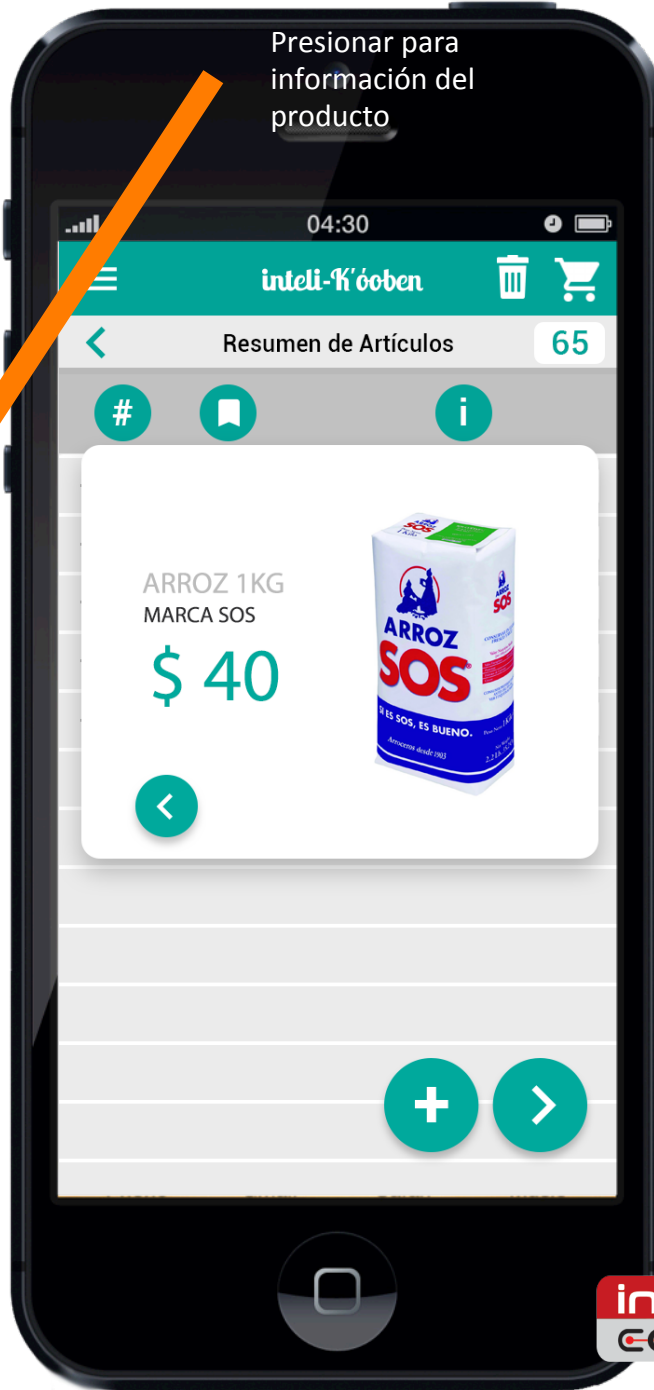 Presionar para
información del
producto
04:30
inteli-K'óoben
Resumen de Artículos
65
#
i
ARROZ 1KG
MARCA SOS
$ 40
SOS
ARROZ
SOS
ARROZ
SOS
SI ES SOS, ES BUENO.
Arroceros desde 1903